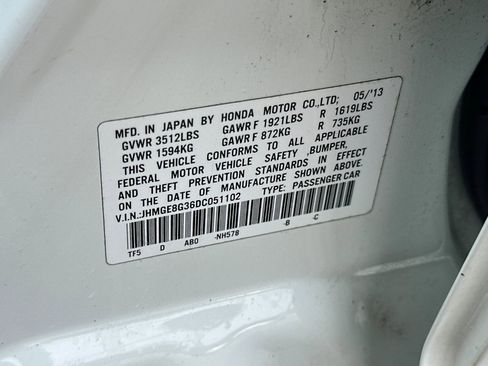 MFD. IN JAPAN BY HONDA MOTOR CO.,LTD; 05/'13
GVWR 3512LBS GAWR F 1921LBS R 1619LBS
GVWR 1594KG GAWR F 872KG R 735KG
THIS VEHICLE CONFORMS TO ALL APPLICABLE
FEDERAL MOTOR VEHICLE SAFETY ,BUMPER,
AND THEFT PREVENTION STANDARDS IN EFFECT
ON THE DATE OF MANUFACTURE SHOWN ABOVE.
V.I.N.:JHMGE8G36DC051102 TYPE: PASSENGER CAR
TF5 D AB0 -NH578 -B -C